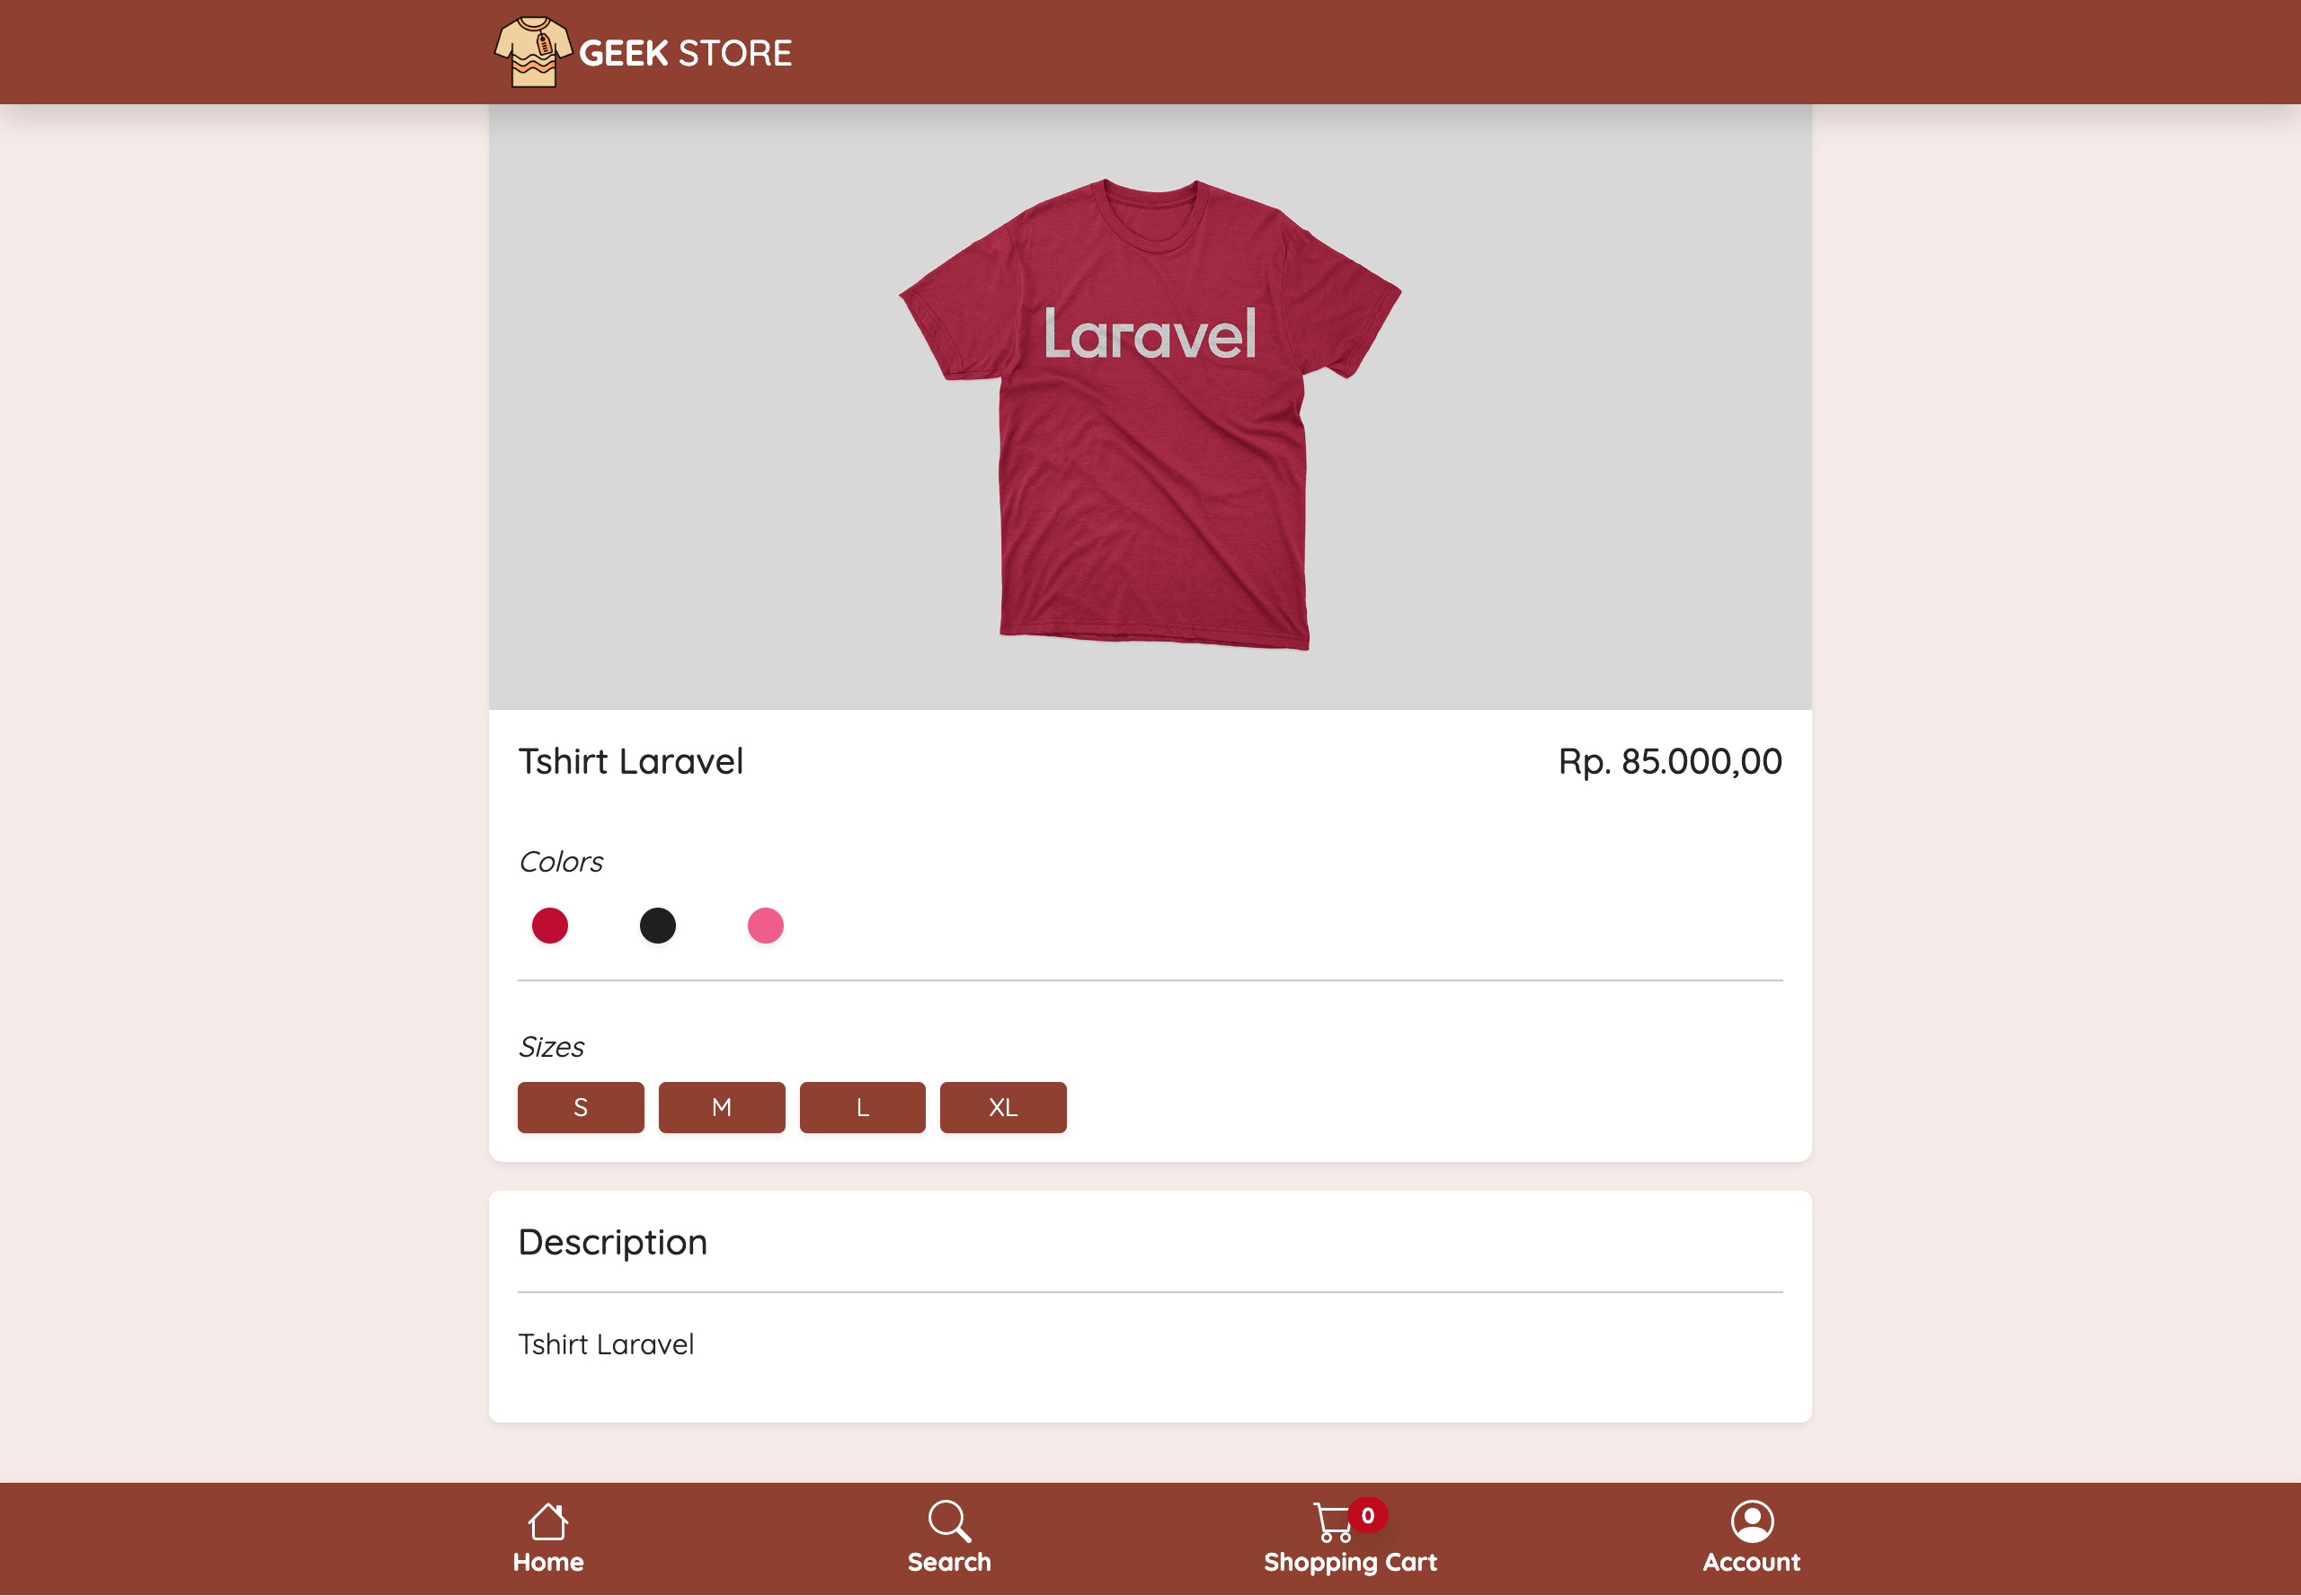 GEEK STORE
Laravel
Tshirt Laravel Rp. 85.000,00
Colors
Sizes
S M L XL
Description
Tshirt Laravel
Home Search 0 Shopping Cart Account